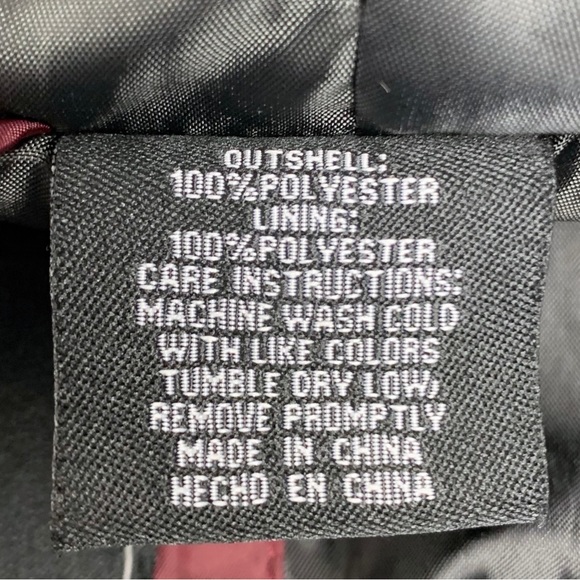 OUTSHELL:
100%POLYESTER
LINING:
100%POLYESTER
CARE INSTRUCTIONS:
MACHINE WASH COLD
WITH LIKE COLORS
TUMBLE DRY LOW,
REMOVE PROMPTLY
MADE IN CHINA
HECHO EN CHINA